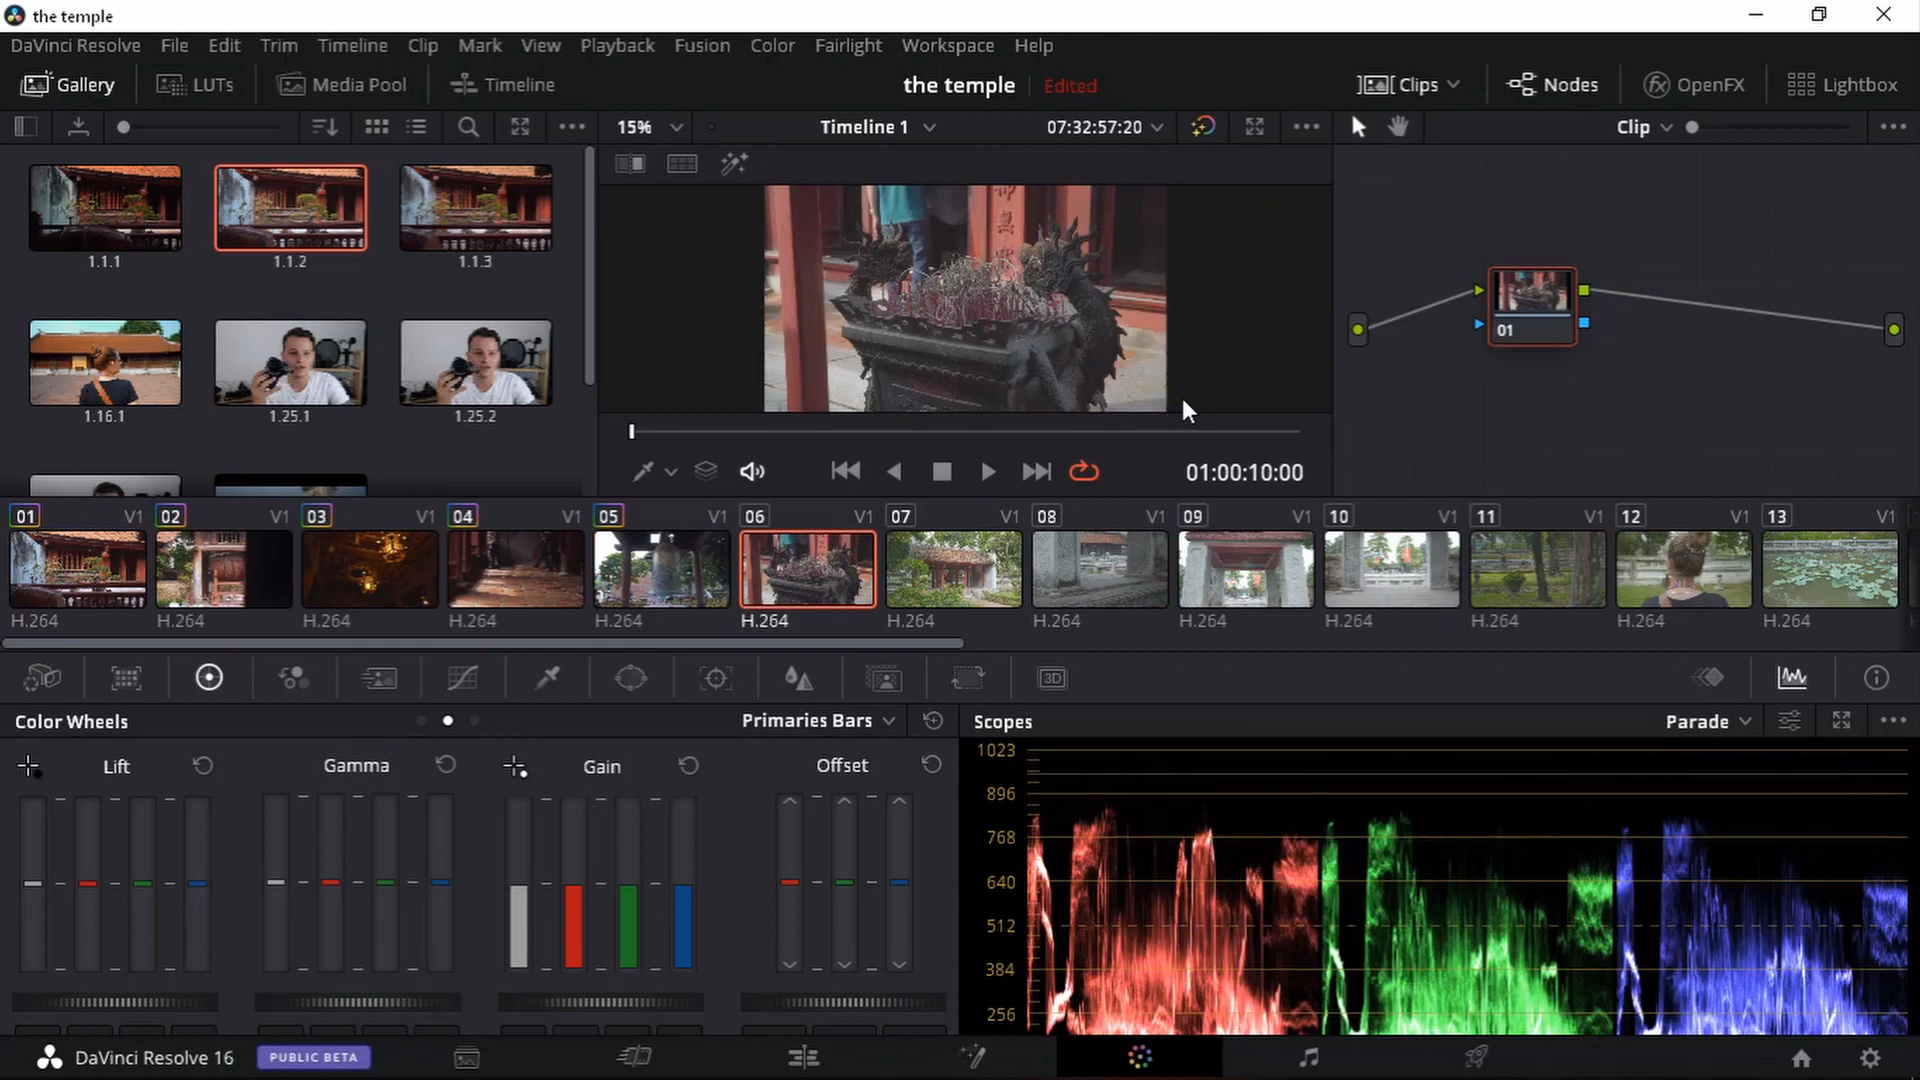 the temple
DaVinci Resolve File Edit Trim Timeline Clip Mark View Playback Fusion Color Fairlight Workspace Help
Gallery LUTs Media Pool Timeline the temple Edited Clips Nodes OpenFX Lightbox
15% Timeline 1 07:32:57:20 Clip
1.1.1 1.1.2 1.1.3
1.16.1 1.25.1 1.25.2
01
01:00:10:00
01 V1 02 V1 03 V1 04 V1 05 V1 06 V1 07 V1 08 V1 09 V1 10 V1 11 V1 12 V1 13 V1
H.264 H.264 H.264 H.264 H.264 H.264 H.264 H.264 H.264 H.264 H.264 H.264 H.264
3D
Color Wheels Primaries Bars Scopes Parade
Lift Gamma Gain Offset
1023
896
768
640
512
384
256
DaVinci Resolve 16 PUBLIC BETA